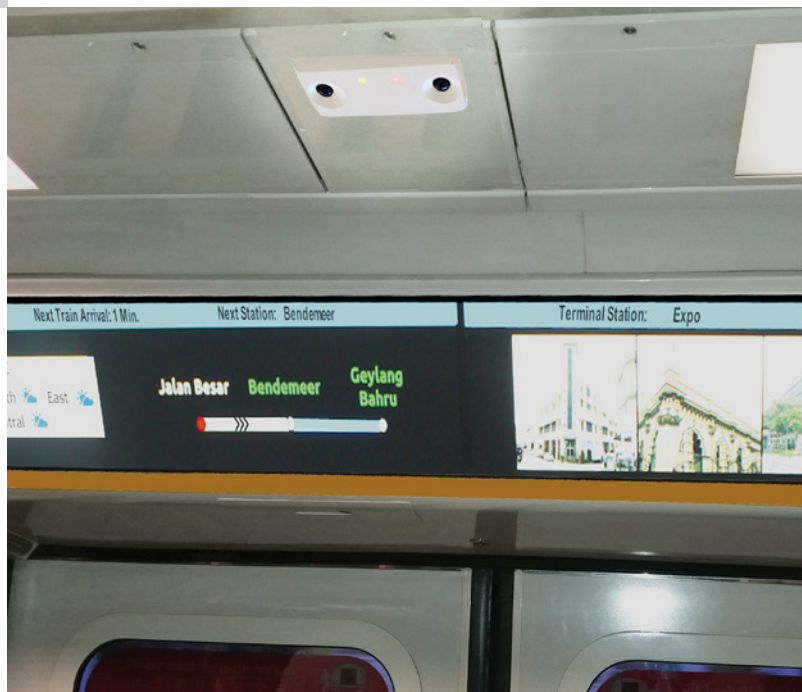 Next Train Arrival: 1 Min.
Next Station: Bendemeer
Terminal Station: Expo
East
Jalan Besar
Bendemeer
Geylang
Bahru